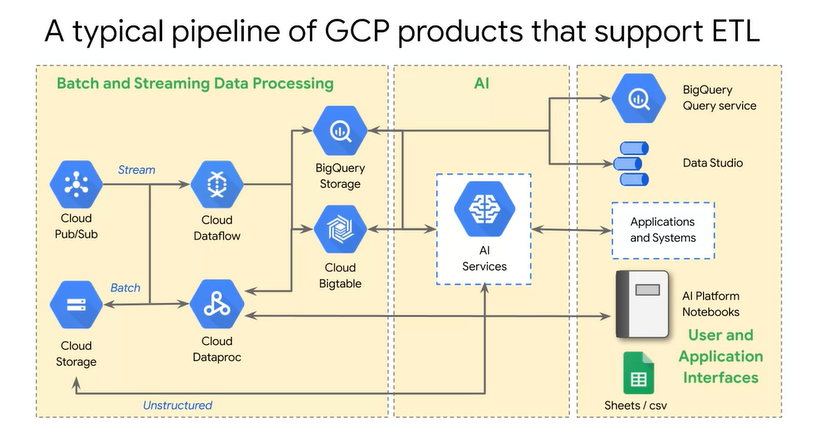 A typical pipeline of GCP products that support ETL
Batch and Streaming Data Processing
Stream
Cloud
Pub/Sub
Cloud
Dataflow
BigQuery
Storage
Cloud
Bigtable
Batch
Cloud
Storage
Cloud
Dataproc
Unstructured
AI
AI
Services
BigQuery
Query service
Data Studio
Applications
and Systems
AI Platform
Notebooks
User and
Application
Interfaces
Sheets / csv